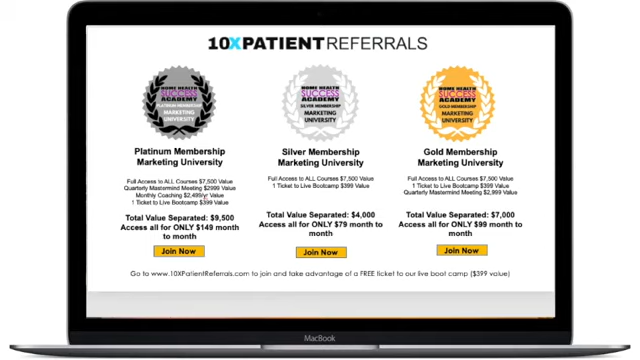 10XPATIENTREFERRALS
HOME HEALTH
SUCCESS
ACADEMY
PLATINUM MEMBERSHIP
MARKETING
UNIVERSITY
HOME HEALTH
SUCCESS
ACADEMY
SILVER MEMBERSHIP
MARKETING
UNIVERSITY
HOME HEALTH
SUCCESS
ACADEMY
GOLD MEMBERSHIP
MARKETING
UNIVERSITY
Platinum Membership
Marketing University
Full Access to ALL Courses $7,500 Value
Quarterly Mastermind Meeting $2999 Value
Monthly Coaching $2,499/yr Value
1 Ticket to Live Bootcamp $399 Value
Total Value Separated: $9,500
Access all for ONLY $149 month
to month
Join Now
Silver Membership
Marketing University
Full Access to ALL Courses $7,500 Value
1 Ticket to Live Bootcamp $399 Value
Total Value Separated: $4,000
Access all for ONLY $79 month to
month
Join Now
Gold Membership
Marketing University
Full Access to ALL Courses $7,500 Value
1 Ticket to Live Bootcamp $399 Value
Quarterly Mastermind Meeting $2,999 Value
Total Value Separated: $7,000
Access all for ONLY $99 month to
month
Join Now
Go to www.10XPatientReferrals.com to join and take advantage of a FREE ticket to our live boot camp ($399 value)
MacBook